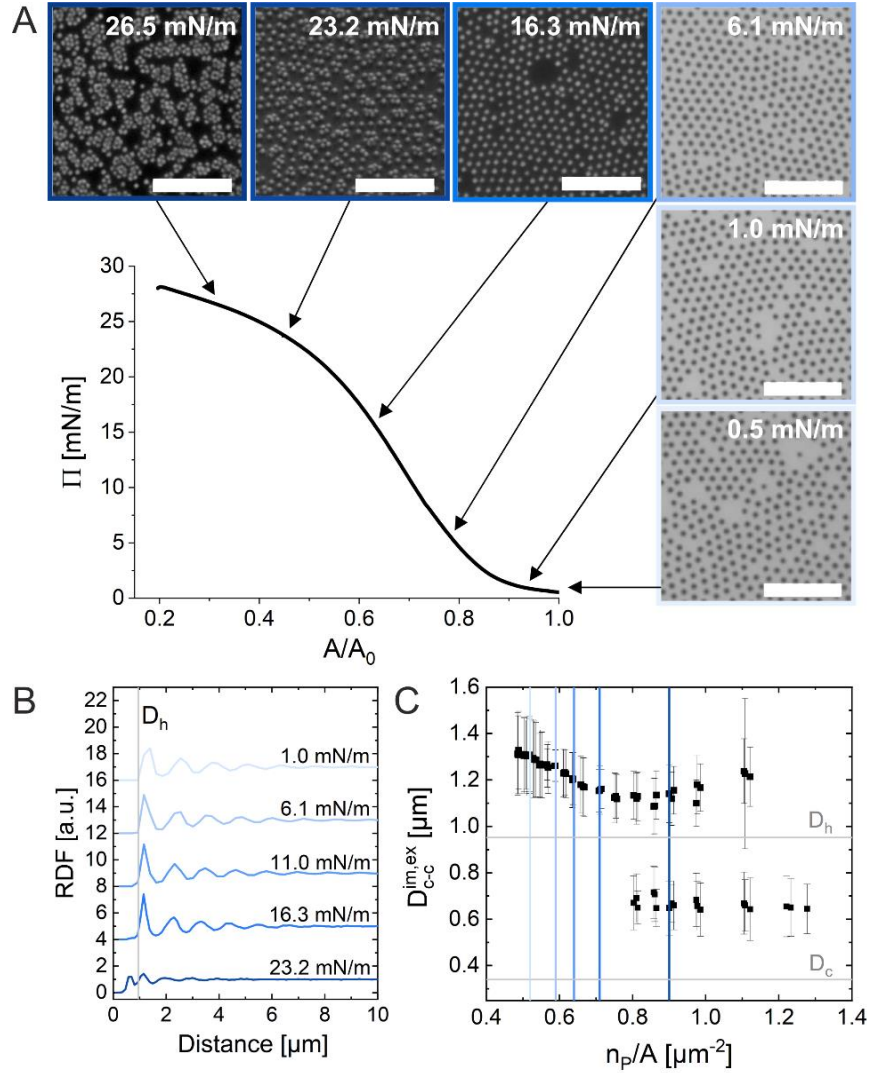 A
26.5 mN/m
23.2 mN/m
16.3 mN/m
6.1 mN/m
1.0 mN/m
0.5 mN/m
30
25
20
15
10
5
0
Π [mN/m]
0.2 0.4 0.6 0.8 1.0
A/A₀
B
22
20
18
16
14
12
10
8
6
4
2
0
RDF [a.u.]
Dₕ
1.0 mN/m
6.1 mN/m
11.0 mN/m
16.3 mN/m
23.2 mN/m
0 2 4 6 8 10
Distance [µm]
C
1.6
1.4
1.2
1.0
0.8
0.6
0.4
D_c-c^im,ex [µm]
D_h
D_c
0.4 0.6 0.8 1.0 1.2 1.4
n_P/A [µm⁻²]